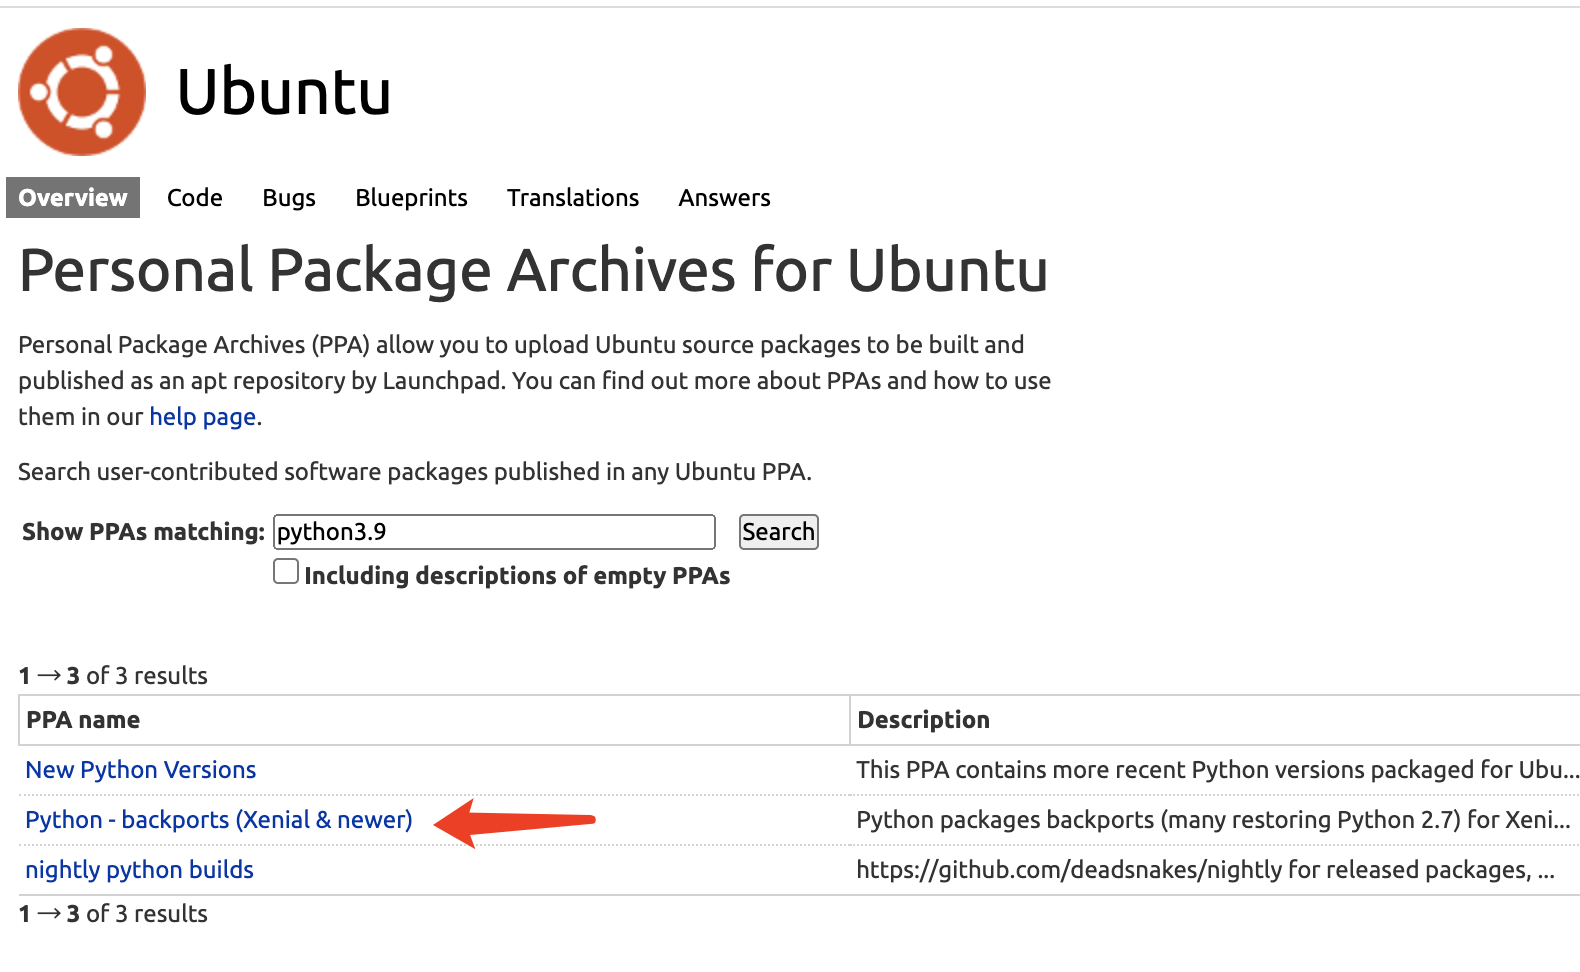 Ubuntu
Overview Code Bugs Blueprints Translations Answers
Personal Package Archives for Ubuntu
Personal Package Archives (PPA) allow you to upload Ubuntu source packages to be built and
published as an apt repository by Launchpad. You can find out more about PPAs and how to use
them in our help page.
Search user-contributed software packages published in any Ubuntu PPA.
Show PPAs matching: python3.9 Search
Including descriptions of empty PPAs
1 → 3 of 3 results
PPA name Description
New Python Versions This PPA contains more recent Python versions packaged for Ubu...
Python - backports (Xenial & newer) Python packages backports (many restoring Python 2.7) for Xeni...
nightly python builds https://github.com/deadsnakes/nightly for released packages, ...
1 → 3 of 3 results